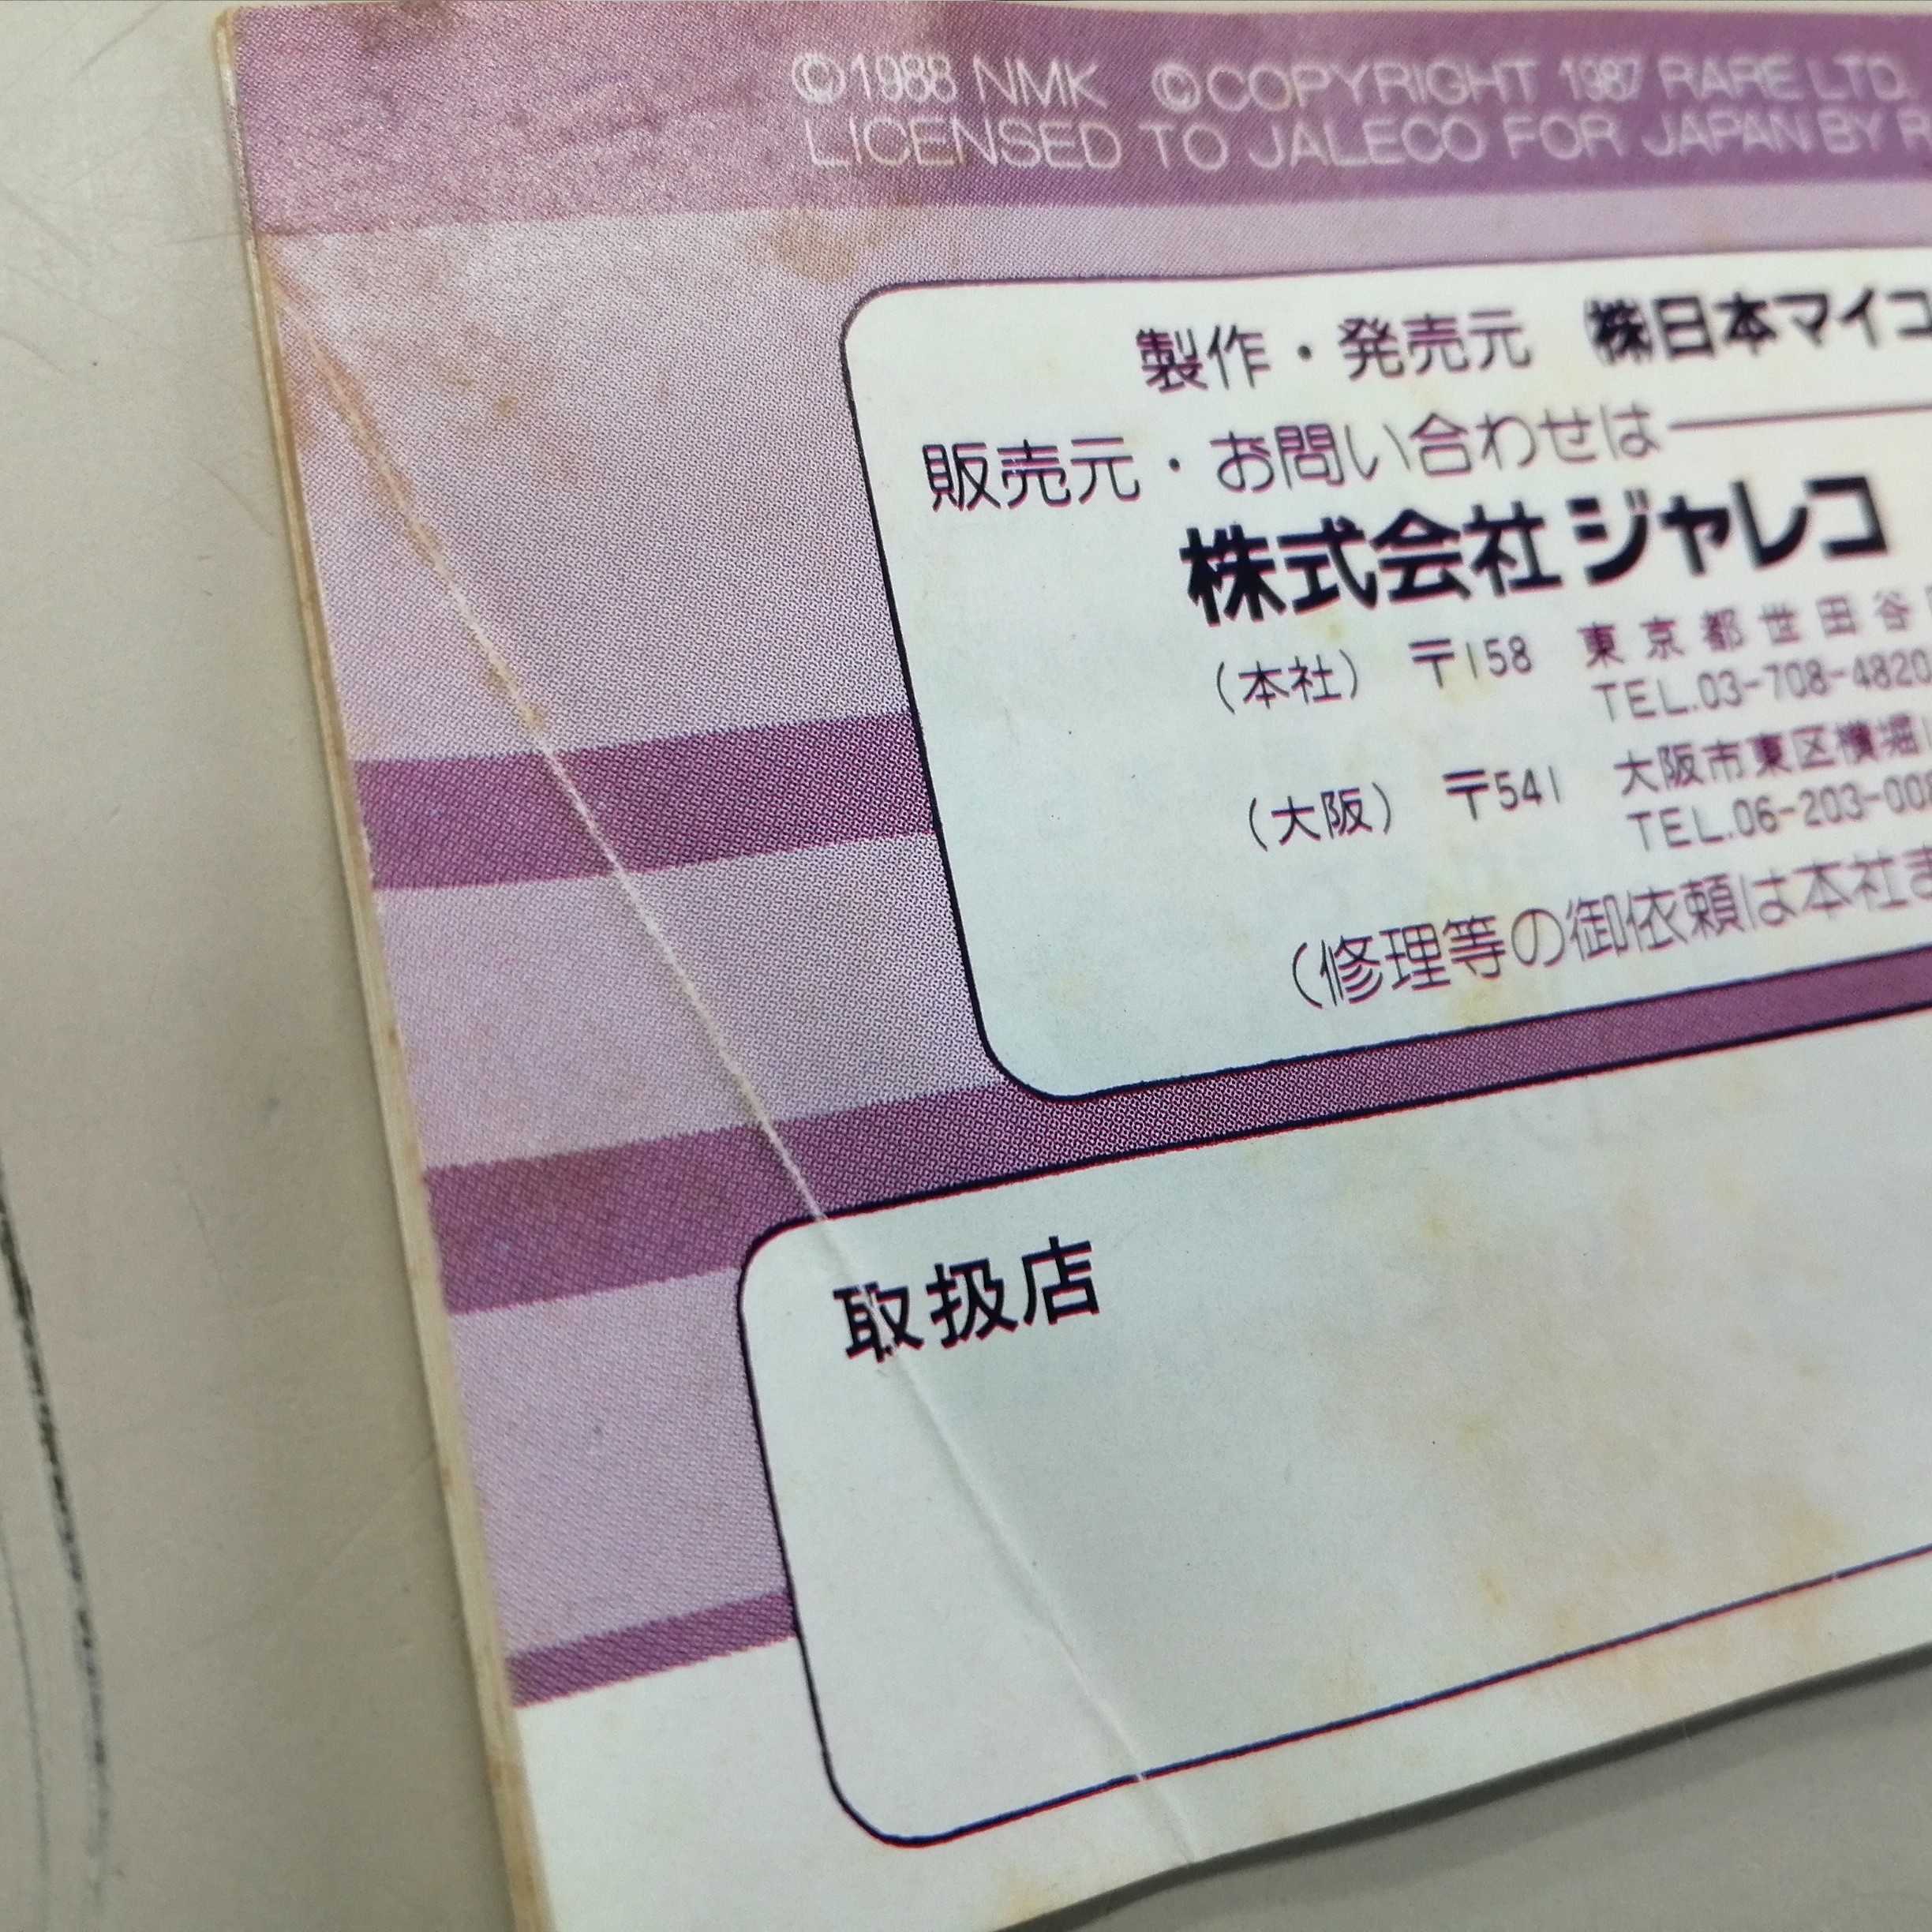 ©1988 NMK ©COPYRIGHT 1987 RARE LTD.
LICENSED TO JALECO FOR JAPAN BY
製作・発売元 ㈱日本マイコ
販売元・お問い合わせは
株式会社ジャレコ
(本社) 〒158 東京都世田谷
TEL.03-708-4820
(大阪) 〒541 大阪市東区横堀
TEL.06-203-00
(修理等の御依頼は本社ま
取扱店